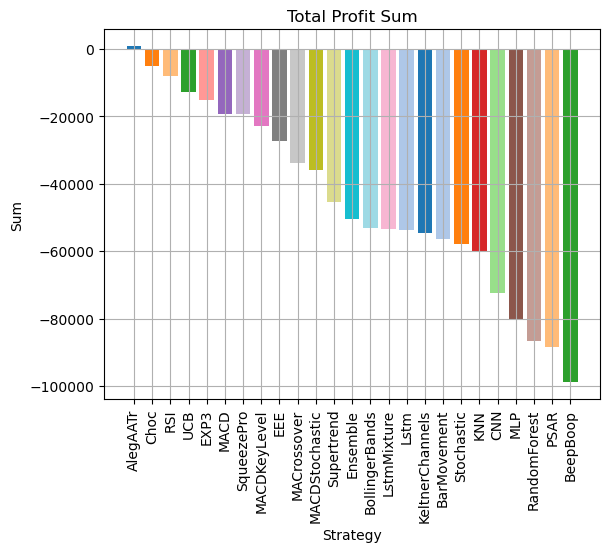 Total Profit Sum
0
−20000
−40000
−60000
−80000
−100000
Sum
AlegAATr
Choc
RSI
UCB
EXP3
MACD
SqueezePro
MACDKeyLevel
EEE
MACrossover
MACDStochastic
Supertrend
Ensemble
BollingerBands
LstmMixture
Lstm
KeltnerChannels
BarMovement
Stochastic
KNN
CNN
MLP
RandomForest
PSAR
BeepBoop
Strategy